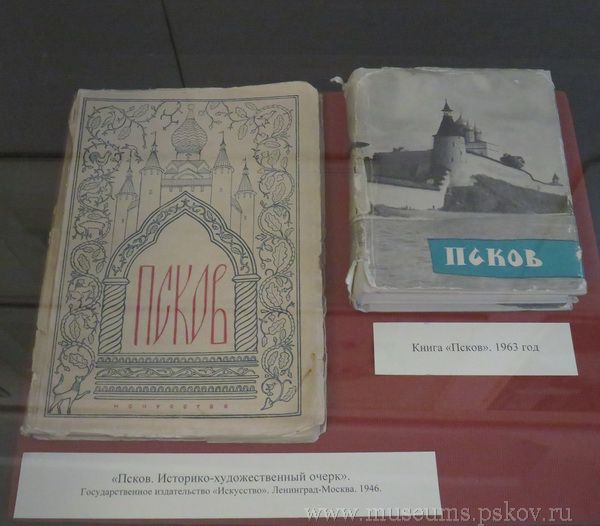 ПСКОВ
ИСКУССТВО
ПСКОВ
Книга «Псков». 1963 год
«Псков. Историко-художественный очерк».
Государственное издательство «Искусство». Ленинград-Москва. 1946.
www.museums.pskov.ru